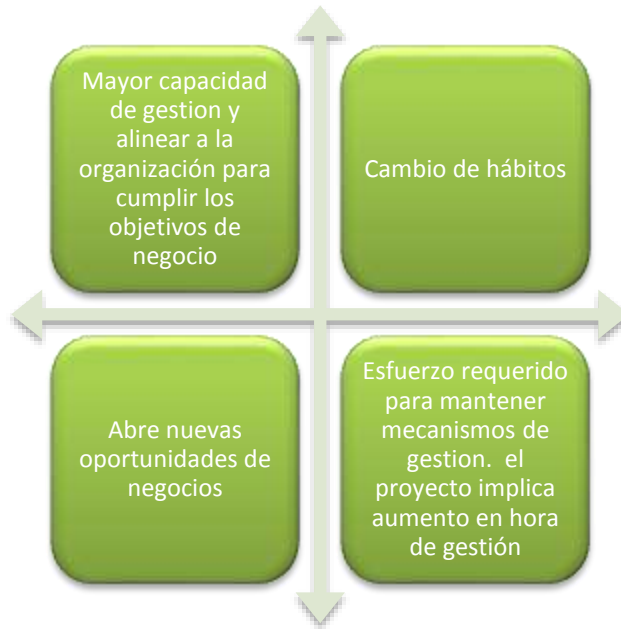 Mayor capacidad
de gestion y
alinear a la
organización para
cumplir los
objetivos de
negocio
Cambio de hábitos
Abre nuevas
oportunidades de
negocios
Esfuerzo requerido
para mantener
mecanismos de
gestion.  el
proyecto implica
aumento en hora
de gestión